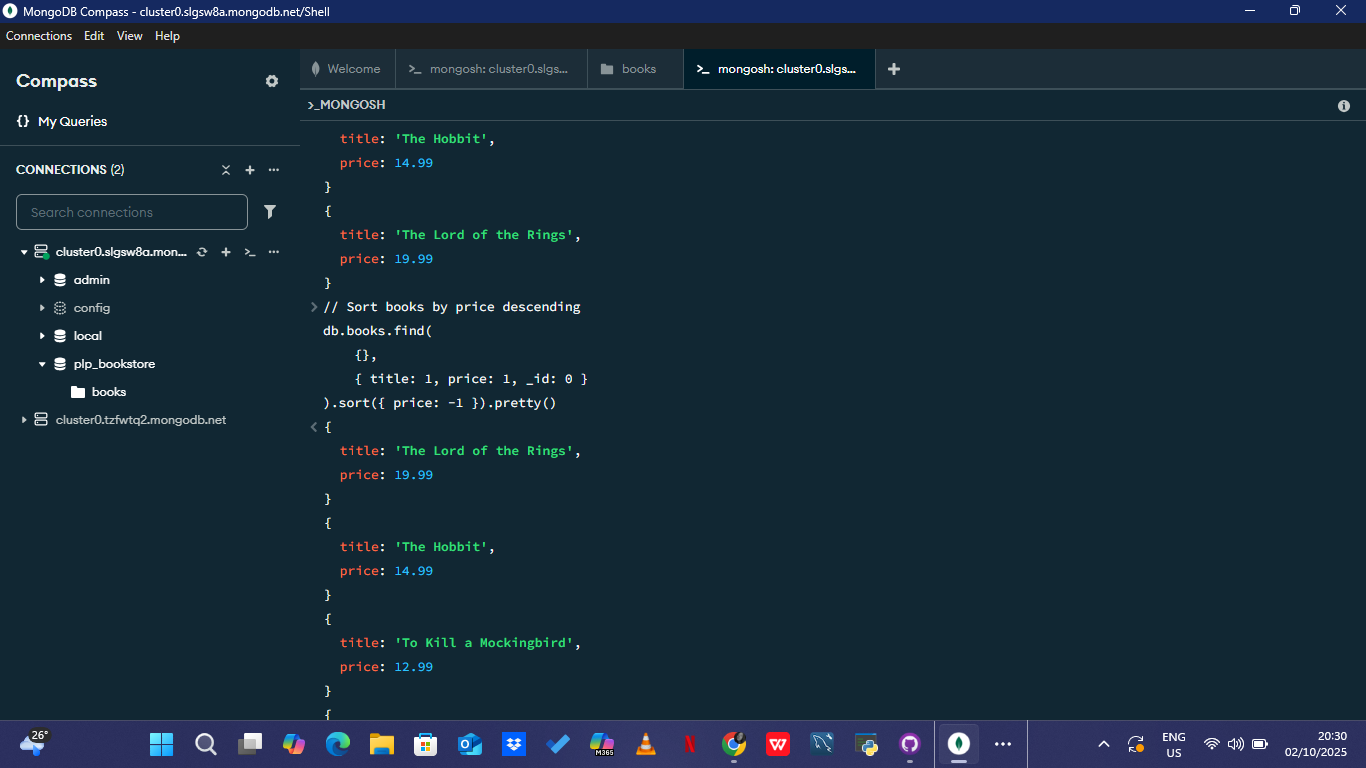 MongoDB Compass - cluster0.slgsw8a.mongodb.net/Shell
Connections Edit View Help
Compass
{} My Queries
CONNECTIONS (2)
Search connections
cluster0.slgsw8a.mon...
admin
config
local
plp_bookstore
books
cluster0.tzfwtq2.mongodb.net
Welcome
>_ mongosh: cluster0.slgs...
books
>_ mongosh: cluster0.slgs...
>_MONGOSH
title: 'The Hobbit',
price: 14.99
}
{
title: 'The Lord of the Rings',
price: 19.99
}
> // Sort books by price descending
db.books.find(
{},
{ title: 1, price: 1, _id: 0 }
).sort({ price: -1 }).pretty()
< {
title: 'The Lord of the Rings',
price: 19.99
}
{
title: 'The Hobbit',
price: 14.99
}
{
title: 'To Kill a Mockingbird',
price: 12.99
}
{
26°
M365
ENG
US
20:30
02/10/2025